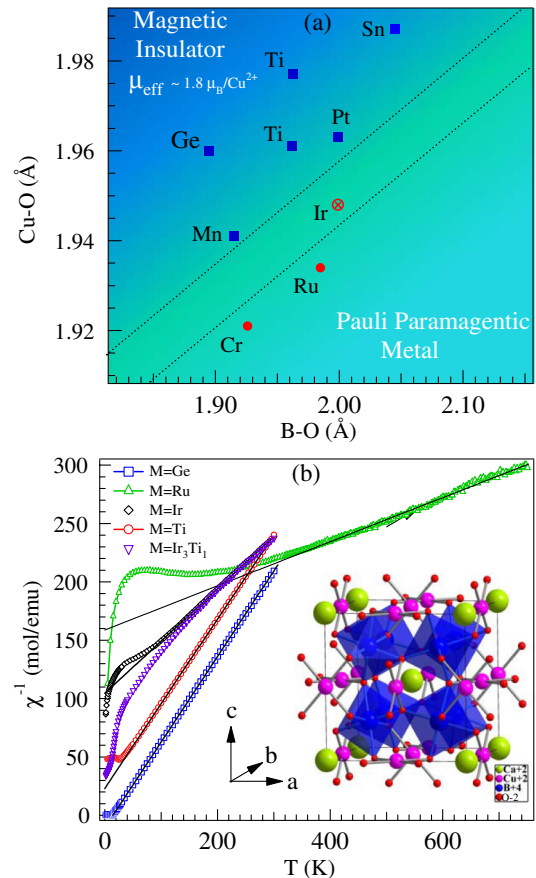 (a)
Magnetic
Insulator
μeff ~ 1.8 μB/Cu2+
Sn
Ti
Pt
Ge
Ti
Ir
Mn
Ru
Cr
Pauli Paramagentic
Metal
1.98
1.96
1.94
1.92
Cu-O (Å)
1.90
2.00
2.10
B-O (Å)
(b)
M=Ge
M=Ru
M=Ir
M=Ti
M=Ir3Ti1
300
250
200
150
100
50
0
χ-1 (mol/emu)
c
b
a
Ca+2
Cu+2
B+4
O-2
0
200
400
600
T (K)